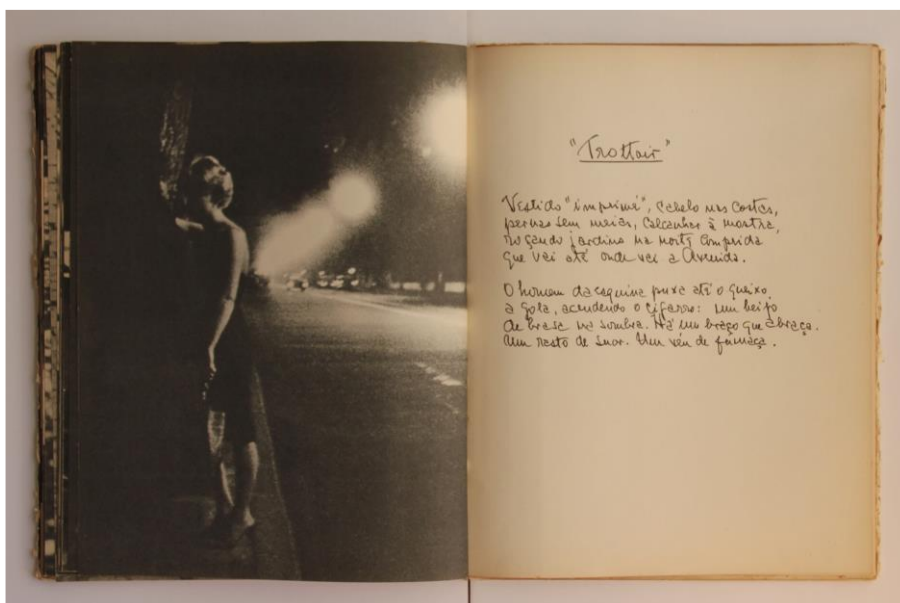 "Trottoir"
Vestido "imprimé", cabelo nas costas,
pernas sem meias, calcanhar à mostra,
jardins na noite comprida
que vai até onde vai a Avenida.
O homem da esquina puxa até o queixo
a gola, acendendo o cigarro: um beijo
de brasa na sombra. Há um braço que abraça.
Um resto de suor. Um véu de fumaça.